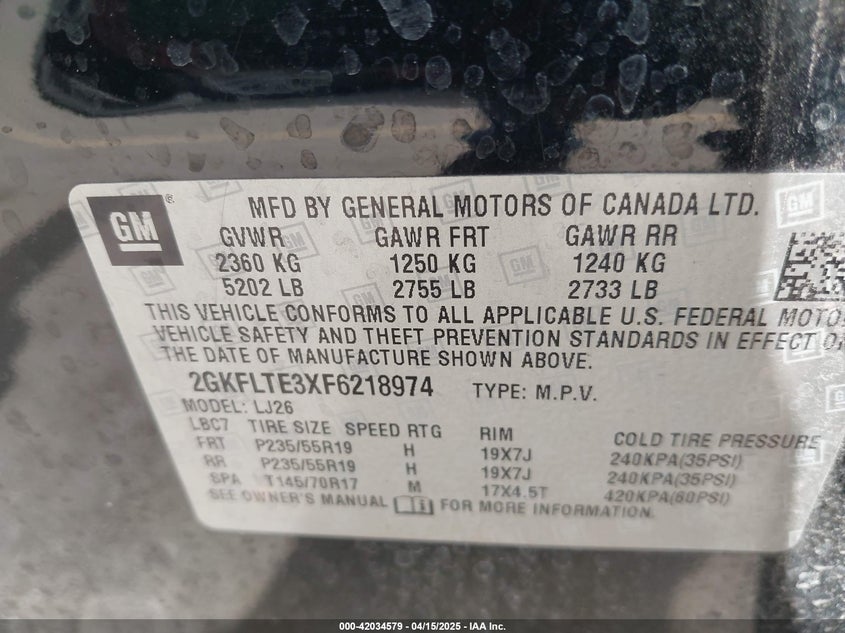 GM ®
MFD BY GENERAL MOTORS OF CANADA LTD.
GVWR GAWR FRT GAWR RR
2360 KG 1250 KG 1240 KG
5202 LB 2755 LB 2733 LB
THIS VEHICLE CONFORMS TO ALL APPLICABLE U.S. FEDERAL MOTO
VEHICLE SAFETY AND THEFT PREVENTION STANDARDS IN EFFECT O
THE DATE OF MANUFACTURE SHOWN ABOVE.
2GKFLTE3XF6218974 TYPE: M.P.V.
MODEL: LJ26
LBC7 TIRE SIZE SPEED RTG RIM COLD TIRE PRESSURE
FRT P235/55R19 H 19X7J 240KPA(35PSI)
RR P235/55R19 H 19X7J 240KPA(35PSI)
SPA T145/70R17 M 17X4.5T 420KPA(60PSI)
SEE OWNER'S MANUAL FOR MORE INFORMATION.
000-42034579 - 04/15/2025 - IAA Inc.